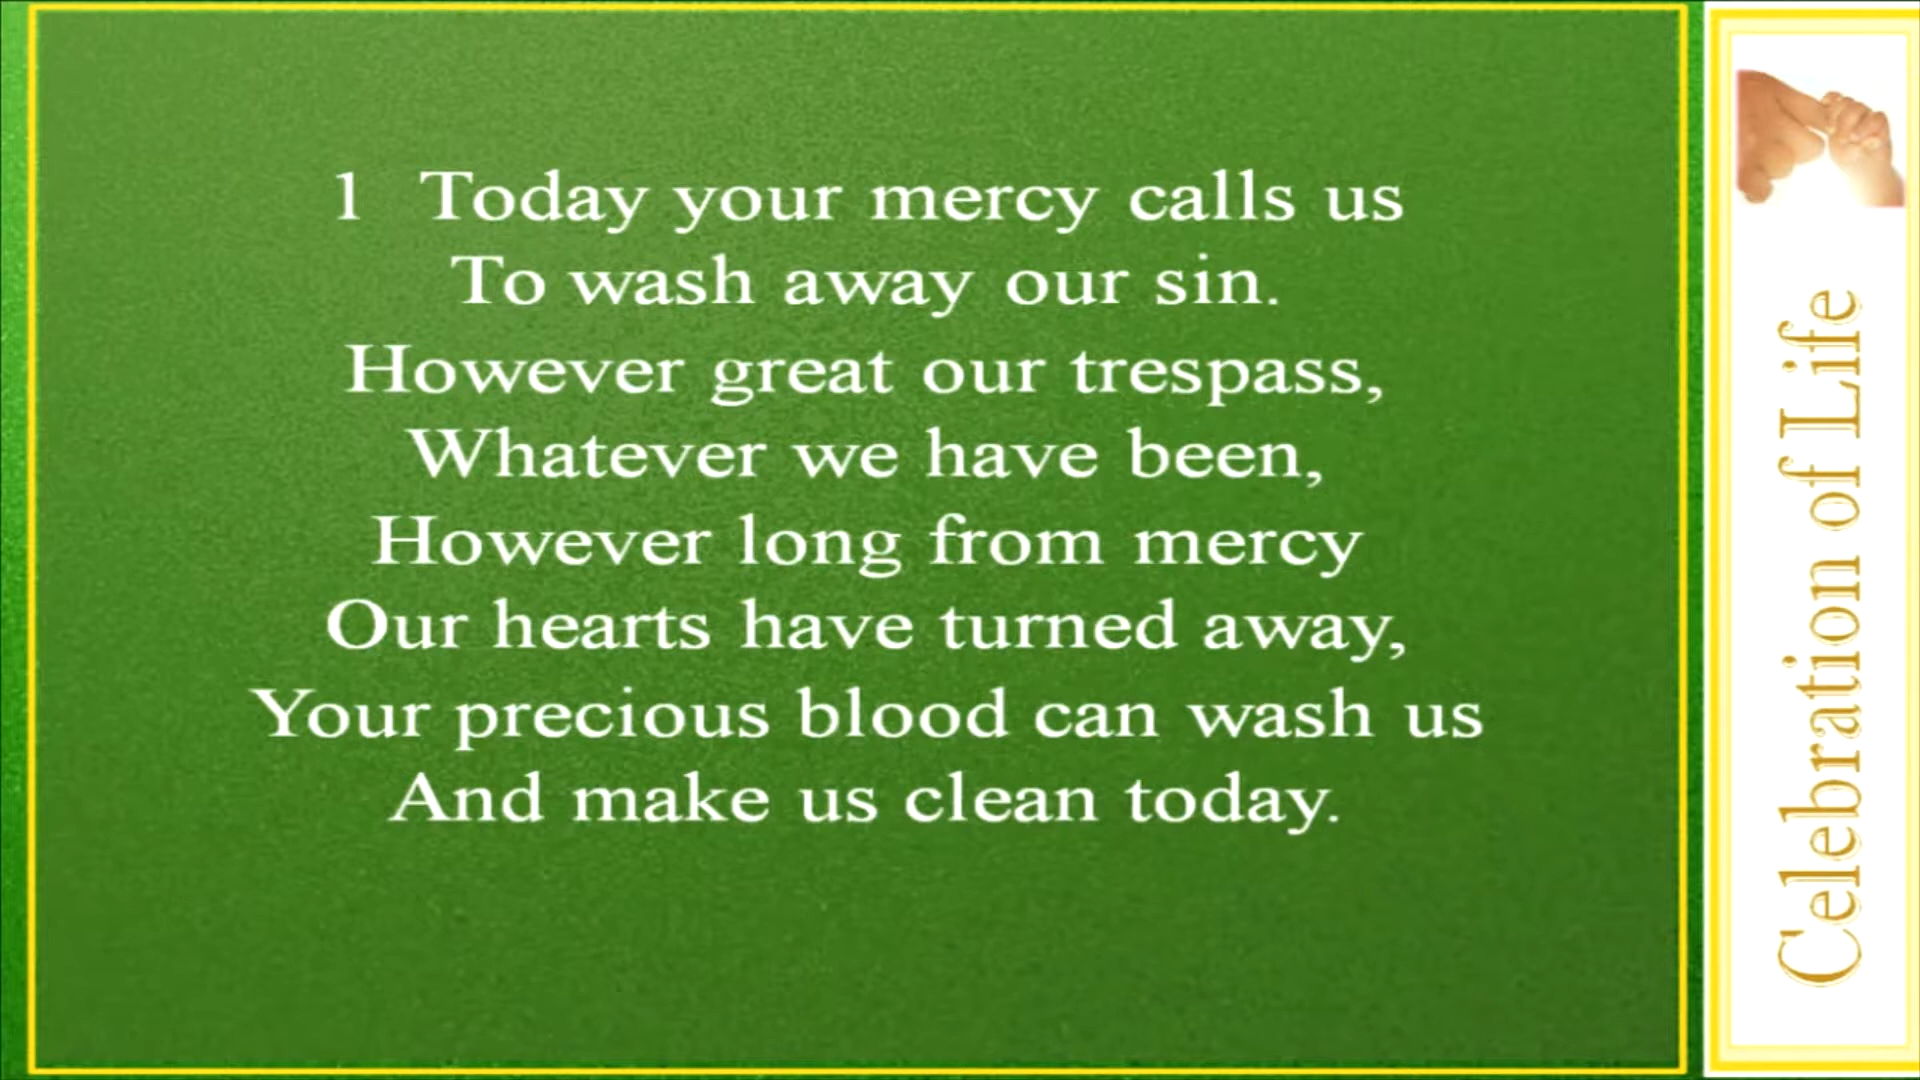 1 Today your mercy calls us
To wash away our sin.
However great our trespass,
Whatever we have been,
However long from mercy
Our hearts have turned away,
Your precious blood can wash us
And make us clean today.
Celebration of Life